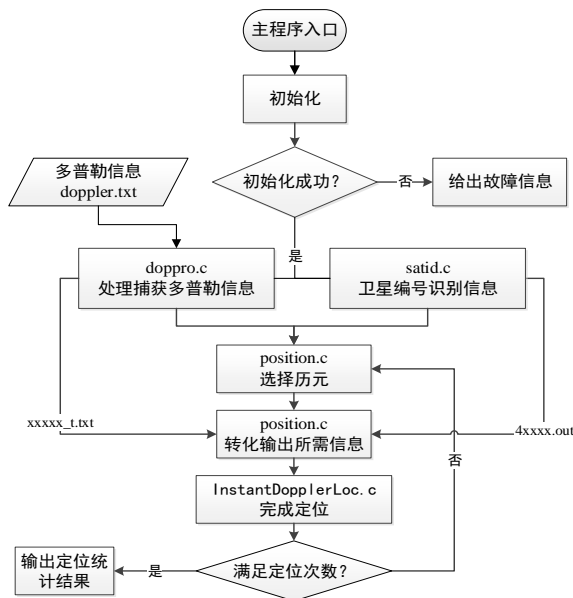 主程序入口
初始化
多普勒信息
doppler.txt
初始化成功?
否
给出故障信息
是
doppro.c
处理捕获多普勒信息
satid.c
卫星编号识别信息
position.c
选择历元
xxxxx_t.txt
position.c
转化输出所需信息
4xxxx.out
否
InstantDopplerLoc.c
完成定位
输出定位统
计结果
是
满足定位次数?